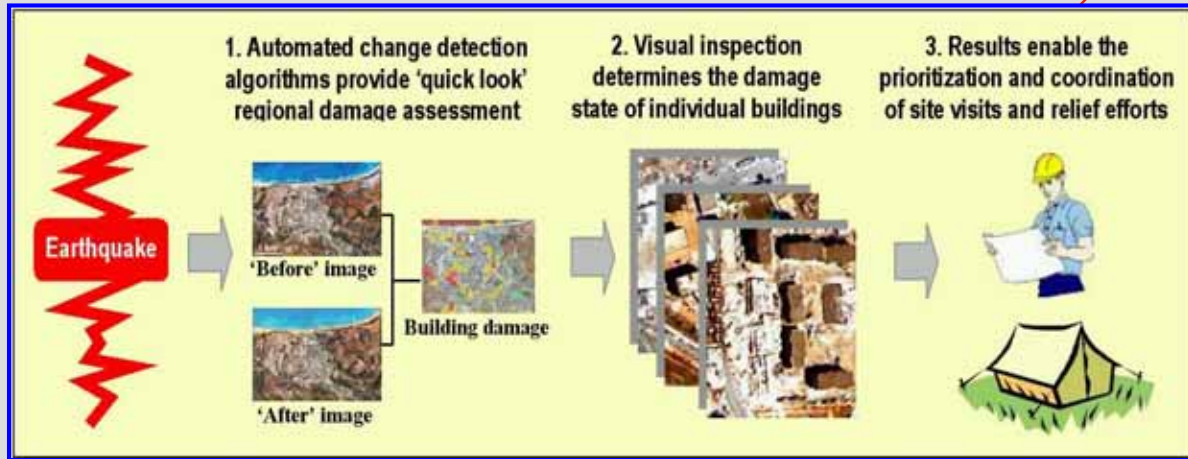 1. Automated change detection
algorithms provide ‘quick look’
regional damage assessment
2. Visual inspection
determines the damage
state of individual buildings
3. Results enable the
prioritization and coordination
of site visits and relief efforts
Earthquake
‘Before’ image
Building damage
‘After’ image